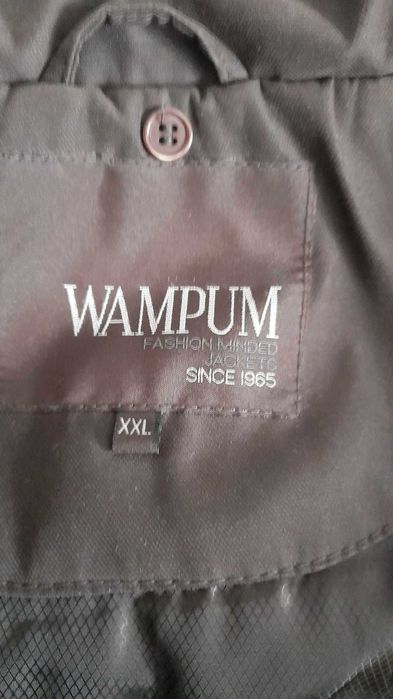 WAMPUM
FASHION MINDED
JACKETS
SINCE 1965
XXL